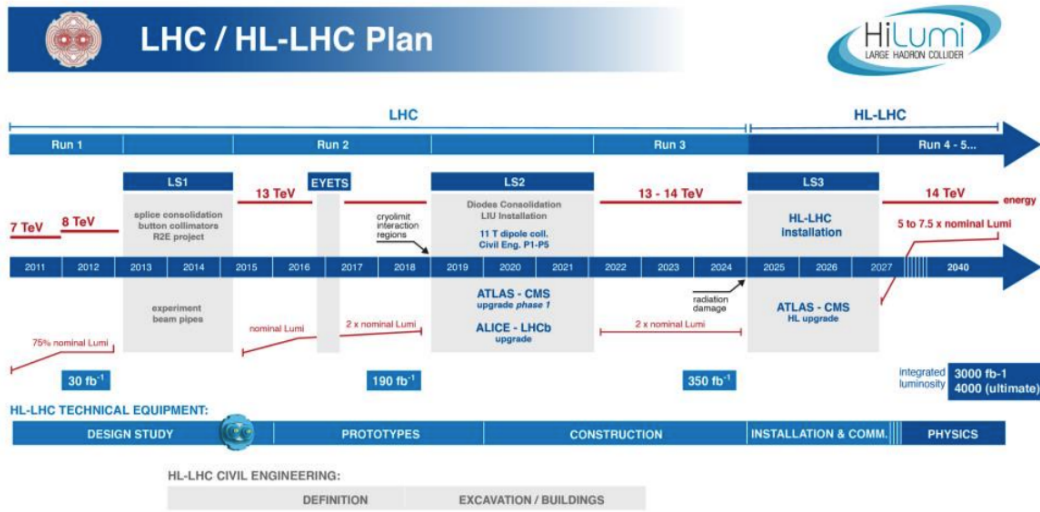 LHC / HL-LHC Plan
HiLumi
LARGE HADRON COLLIDER
LHC
HL-LHC
Run 1
Run 2
Run 3
Run 4 - 5...
LS1
EYETS
LS2
LS3
13 TeV
13 - 14 TeV
14 TeV
energy
7 TeV
8 TeV
splice consolidation
button collimators
R2E project
cryolimit
interaction
regions
Diodes Consolidation
LIU Installation
11 T dipole coll.
Civil Eng. P1-P5
HL-LHC
installation
5 to 7.5 x nominal Lumi
2011 2012 2013 2014 2015 2016 2017 2018 2019 2020 2021 2022 2023 2024 2025 2026 2027 2040
experiment
beam pipes
nominal Lumi
2 x nominal Lumi
ATLAS - CMS
upgrade phase 1
ALICE - LHCb
upgrade
2 x nominal Lumi
radiation
damage
ATLAS - CMS
HL upgrade
75% nominal Lumi
30 fb⁻¹
190 fb⁻¹
350 fb⁻¹
integrated
luminosity
3000 fb-1
4000 (ultimate)
HL-LHC TECHNICAL EQUIPMENT:
DESIGN STUDY
PROTOTYPES
CONSTRUCTION
INSTALLATION & COMM.
PHYSICS
HL-LHC CIVIL ENGINEERING:
DEFINITION
EXCAVATION / BUILDINGS